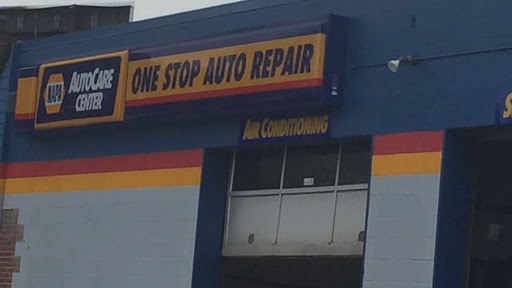 NAPA
AUTOCARE
CENTER
ONE STOP AUTO REPAIR
AIR CONDITIONING